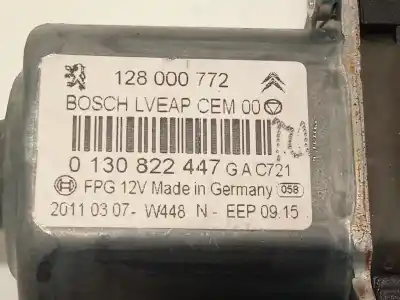 128 000 772
BOSCH LVEAP CEM 00
0 130 822 447 GA C721
FPG 12V Made in Germany 058
2011 03 07- W448 N - EEP 09.15